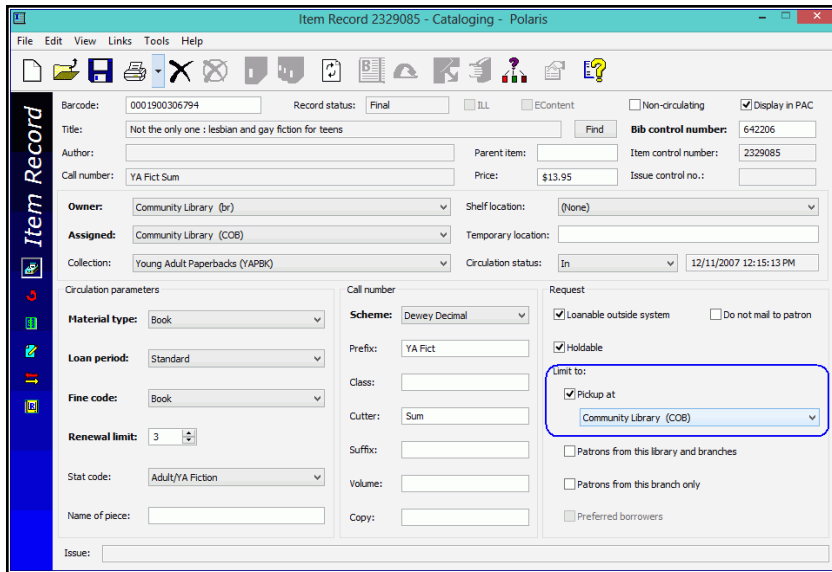 Item Record 2329085 - Cataloging - Polaris
File Edit View Links Tools Help
Item Record
Barcode: 0001900306794 Record status: Final ILL EContent Non-circulating Display in PAC
Title: Not the only one : lesbian and gay fiction for teens Find Bib control number: 642206
Author: Parent item: Item control number: 2329085
Call number: YA Fict Sum Price: $13.95 Issue control no.:
Owner: Community Library (br) Shelf location: (None)
Assigned: Community Library (COB) Temporary location:
Collection: Young Adult Paperbacks (YAPBK) Circulation status: In 12/11/2007 12:15:13 PM
Circulation parameters Call number Request
Material type: Book Scheme: Dewey Decimal Loanable outside system Do not mail to patron
Prefix: YA Fict Holdable
Loan period: Standard Limit to:
Class: Pickup at
Fine code: Book Cutter: Sum Community Library (COB)
Renewal limit: 3
Suffix: Patrons from this library and branches
Stat code: Adult/YA Fiction Volume: Patrons from this branch only
Name of piece: Copy: Preferred borrowers
Issue: